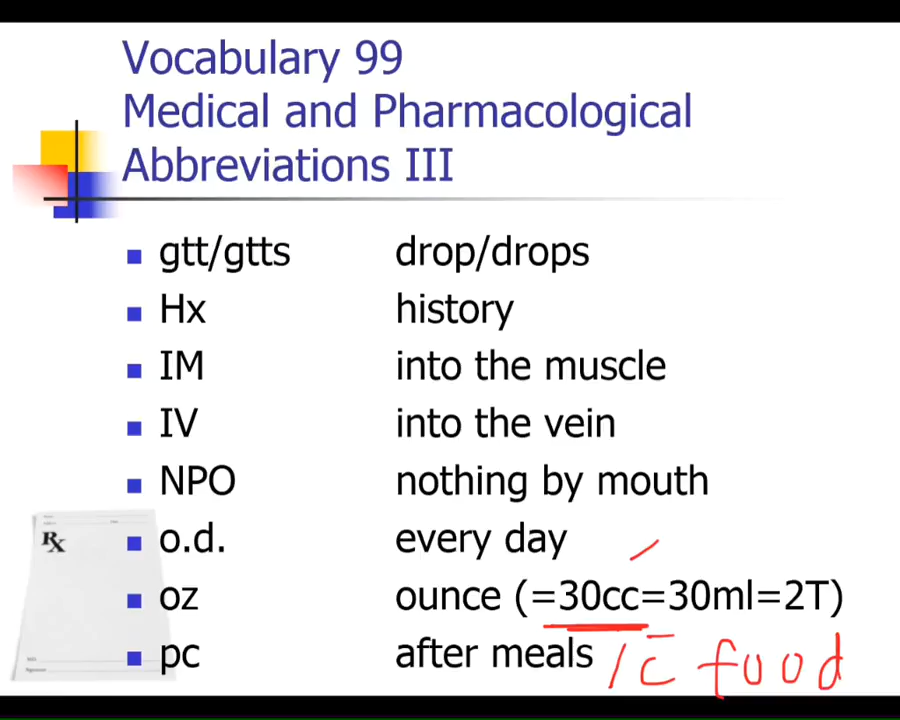 Vocabulary 99
Medical and Pharmacological
Abbreviations III
gtt/gtts drop/drops
Hx history
IM into the muscle
IV into the vein
NPO nothing by mouth
Rx
o.d. every day
oz ounce (=30cc=30ml=2T)
pc after meals / c̄ food